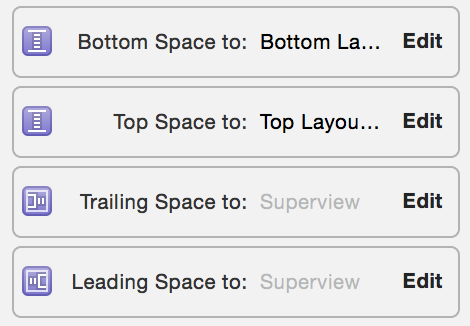 Bottom Space to: Bottom La... Edit
Top Space to: Top Layou... Edit
Trailing Space to: Superview Edit
Leading Space to: Superview Edit